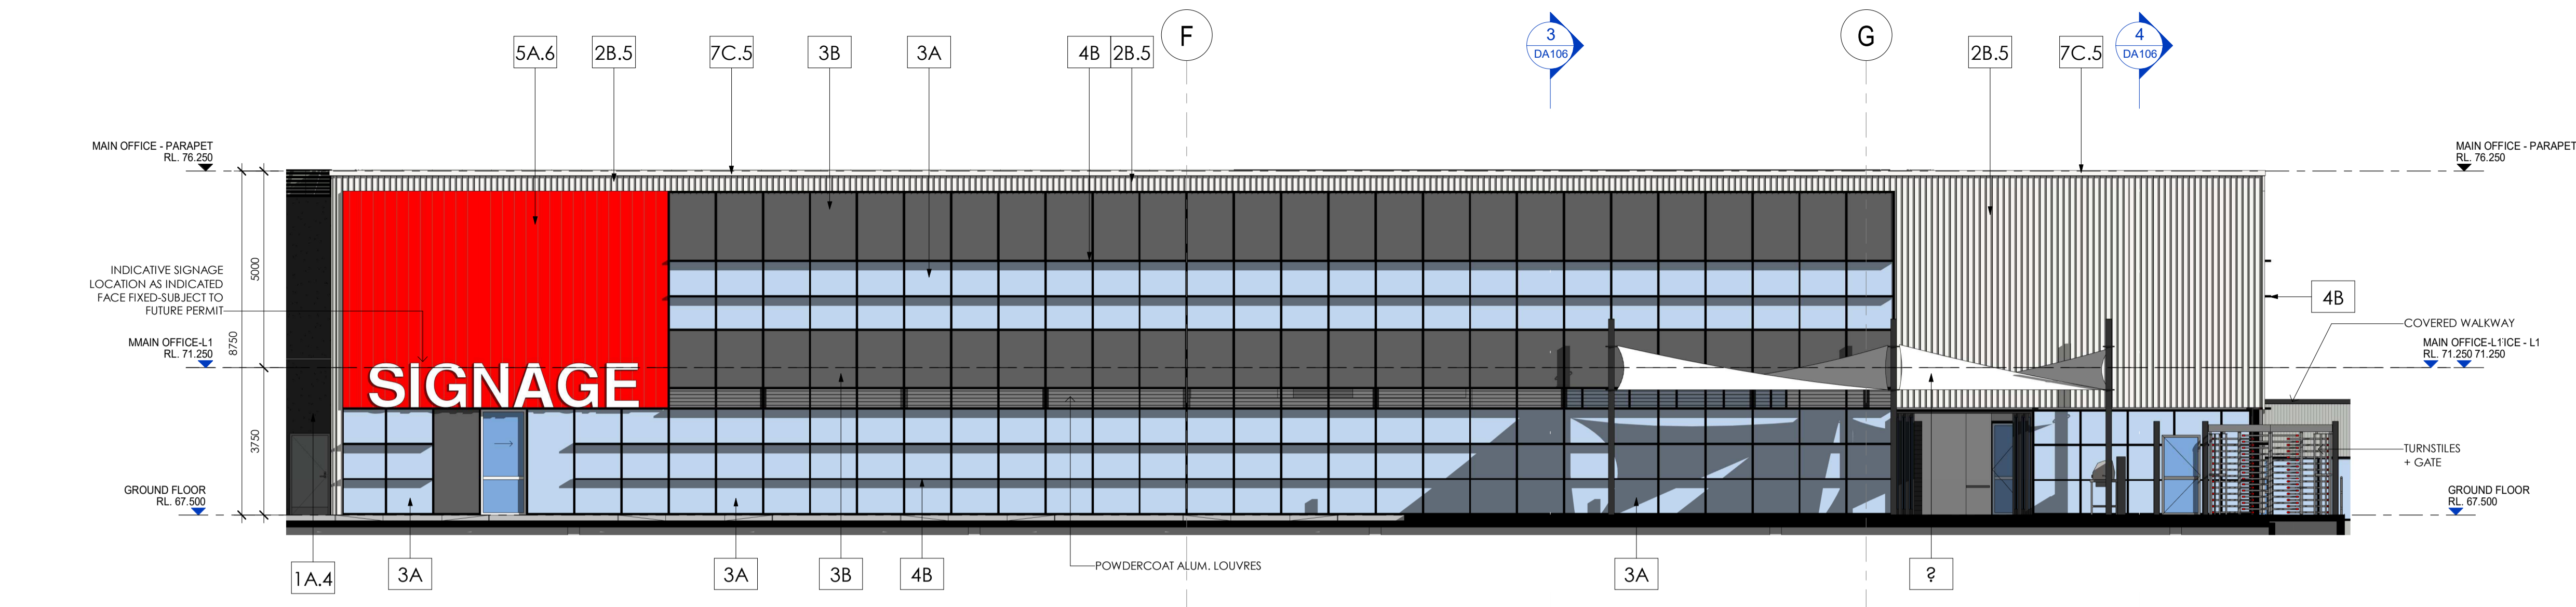 5A.6
2B.5
7C.5
3B
3A
4B
2B.5
F
3
DA106
G
2B.5
7C.5
4
DA106
MAIN OFFICE - PARAPET
RL. 76.250
MAIN OFFICE - PARAPET
RL. 76.250
5000
8750
3750
INDICATIVE SIGNAGE
LOCATION AS INDICATED
FACE FIXED-SUBJECT TO
FUTURE PERMIT
4B
COVERED WALKWAY
MMAIN OFFICE-L1
RL. 71.250
RL. 71.250 71.250
SIGNAGE
TURNSTILES
+ GATE
GROUND FLOOR
RL. 67.500
GROUND FLOOR
RL. 67.500
1A.4
3A
3A
3B
4B
POWDERCOAT ALUM. LOUVRES
3A
?